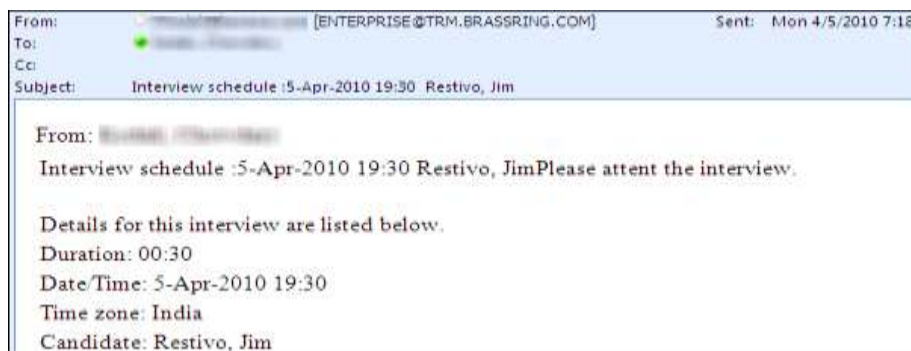 From: [ENTERPRISE@TRM.BRASSRING.COM] Sent: Mon 4/5/2010 7:18
To:
Cc:
Subject: Interview schedule :5-Apr-2010 19:30 Restivo, Jim
From:
Interview schedule :5-Apr-2010 19:30 Restivo, JimPlease attent the interview.
Details for this interview are listed below.
Duration: 00:30
Date/Time: 5-Apr-2010 19:30
Time zone: India
Candidate: Restivo, Jim